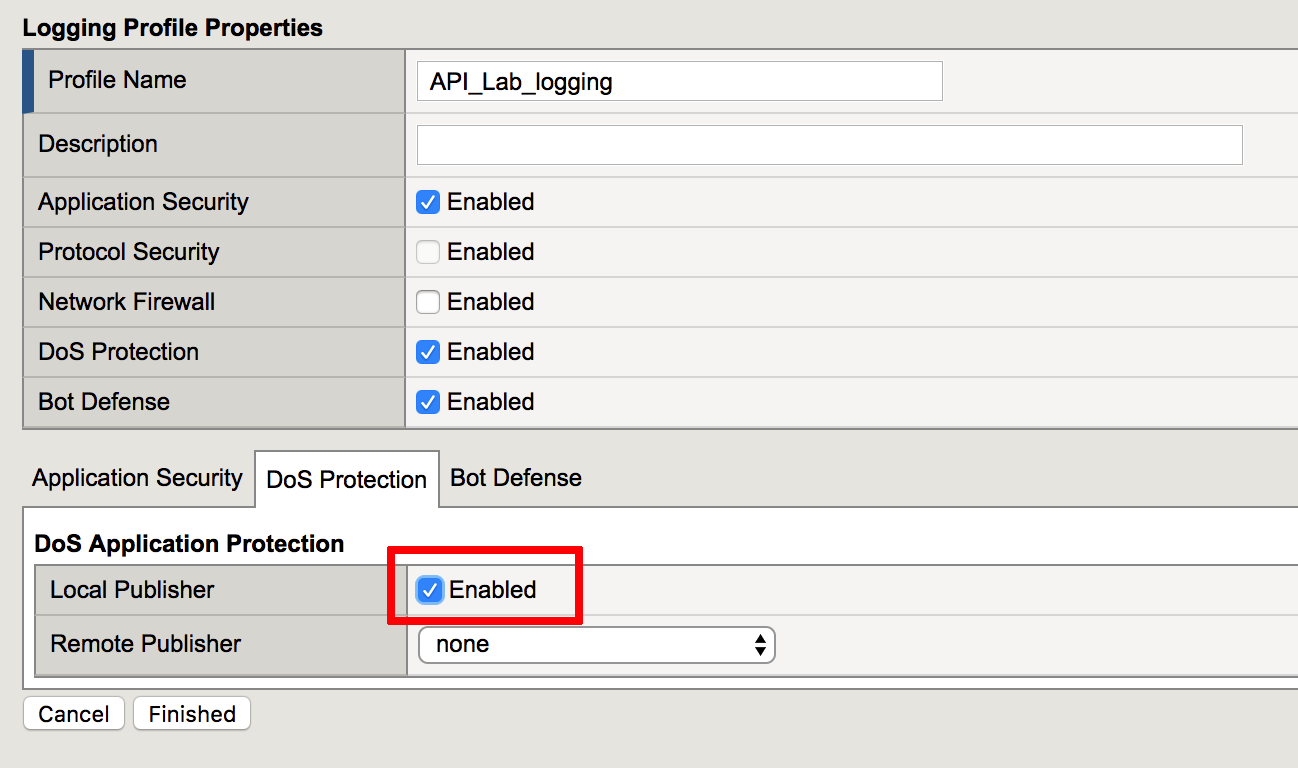 Logging Profile Properties
Profile Name API_Lab_logging
Description
Application Security Enabled
Protocol Security Enabled
Network Firewall Enabled
DoS Protection Enabled
Bot Defense Enabled
Application Security DoS Protection Bot Defense
DoS Application Protection
Local Publisher Enabled
Remote Publisher none
Cancel Finished